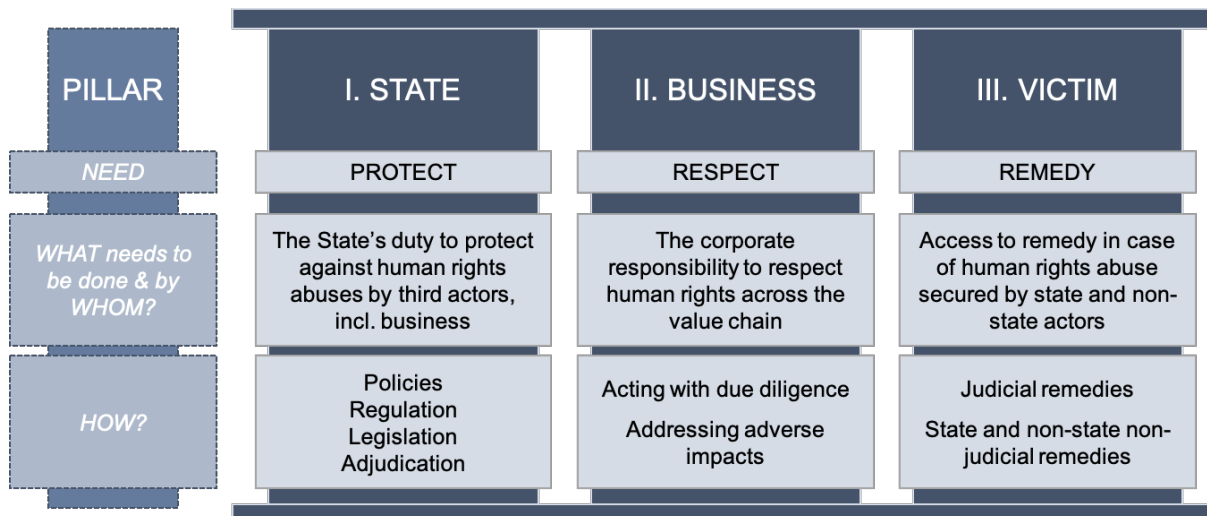 PILLAR
I. STATE
II. BUSINESS
III. VICTIM
NEED
PROTECT
RESPECT
REMEDY
WHAT needs to
be done & by
WHOM?
The State’s duty to protect
against human rights
abuses by third actors,
incl. business
The corporate
responsibility to respect
human rights across the
value chain
Access to remedy in case
of human rights abuse
secured by state and non-
state actors
HOW?
Policies
Regulation
Legislation
Adjudication
Acting with due diligence
Addressing adverse
impacts
Judicial remedies
State and non-state non-
judicial remedies